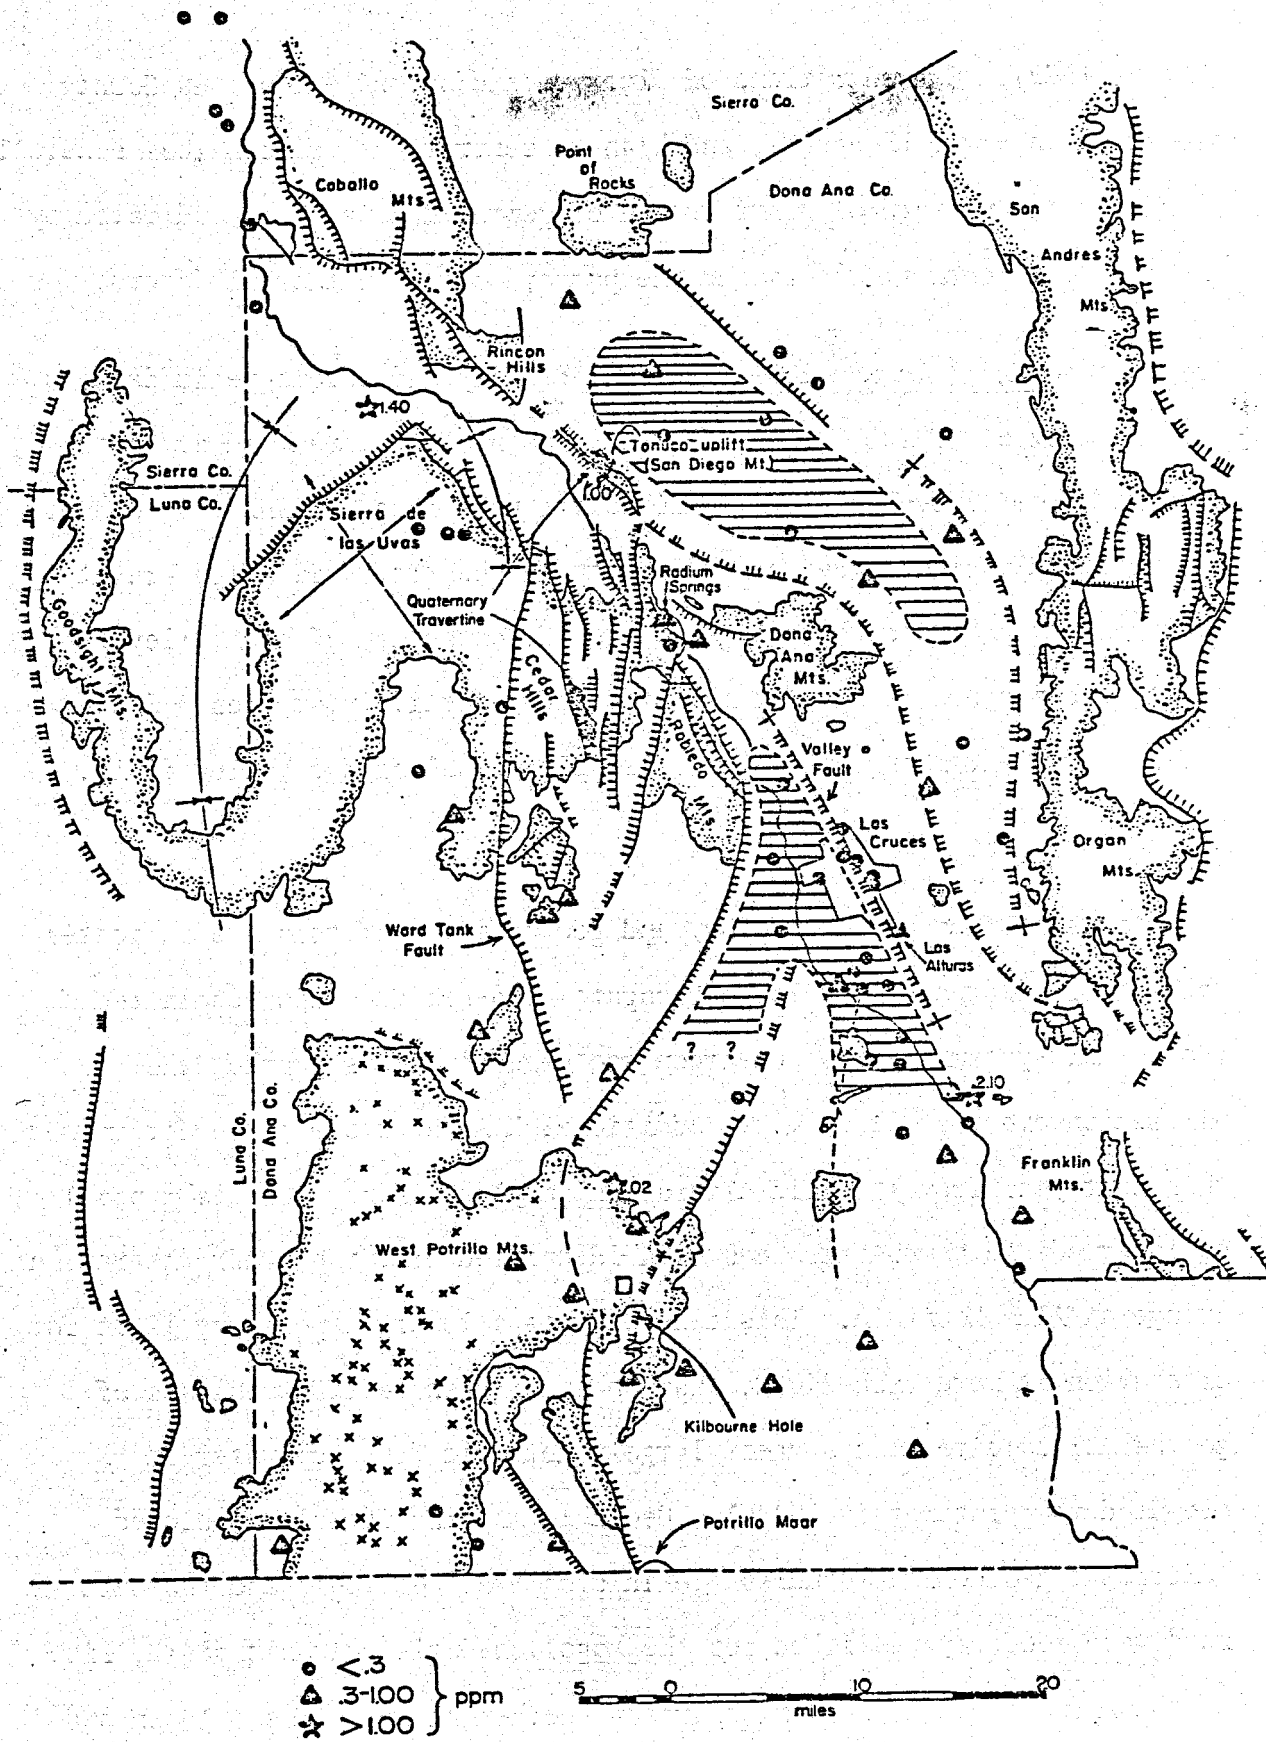 Sierra Co.
Point
of
Rocks
Dona Ana Co.
Caballo
Mts
San
Andres
Mts.
Rincon
Hills
1.40
Tonuco uplift
(San Diego Mt.)
1.00
Sierra Co.
Luna Co.
Sierra de
las Uvas
Radium
Springs
Quaternary
Travertine
Goodsight Mts.
Cedar
Hills
Dona
Ana
Mts.
Robledo
Mts
Valley
Fault
Las
Cruces
Organ
Mts.
Ward Tank
Fault
Las
Alturas
? ?
2.10
Luna Co.
Dona Ana Co.
Franklin
Mts.
1.02
West Potrillo Mts.
Kilbourne Hole
Potrillo Maar
<.3
.3-1.00
>1.00
ppm
5 0 10 20
miles